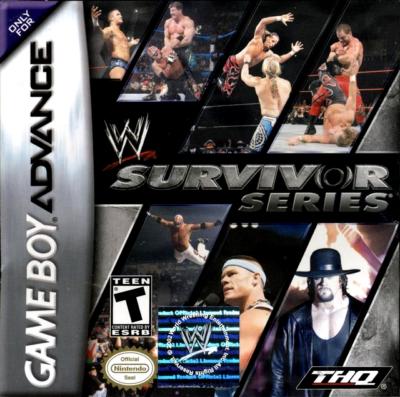 ONLY
FOR
GAME BOY ADVANCE
W
SURVIVOR
SERIES
TEEN
T
CONTENT RATED BY
ESRB
Official
Nintendo
Seal
W
THQ